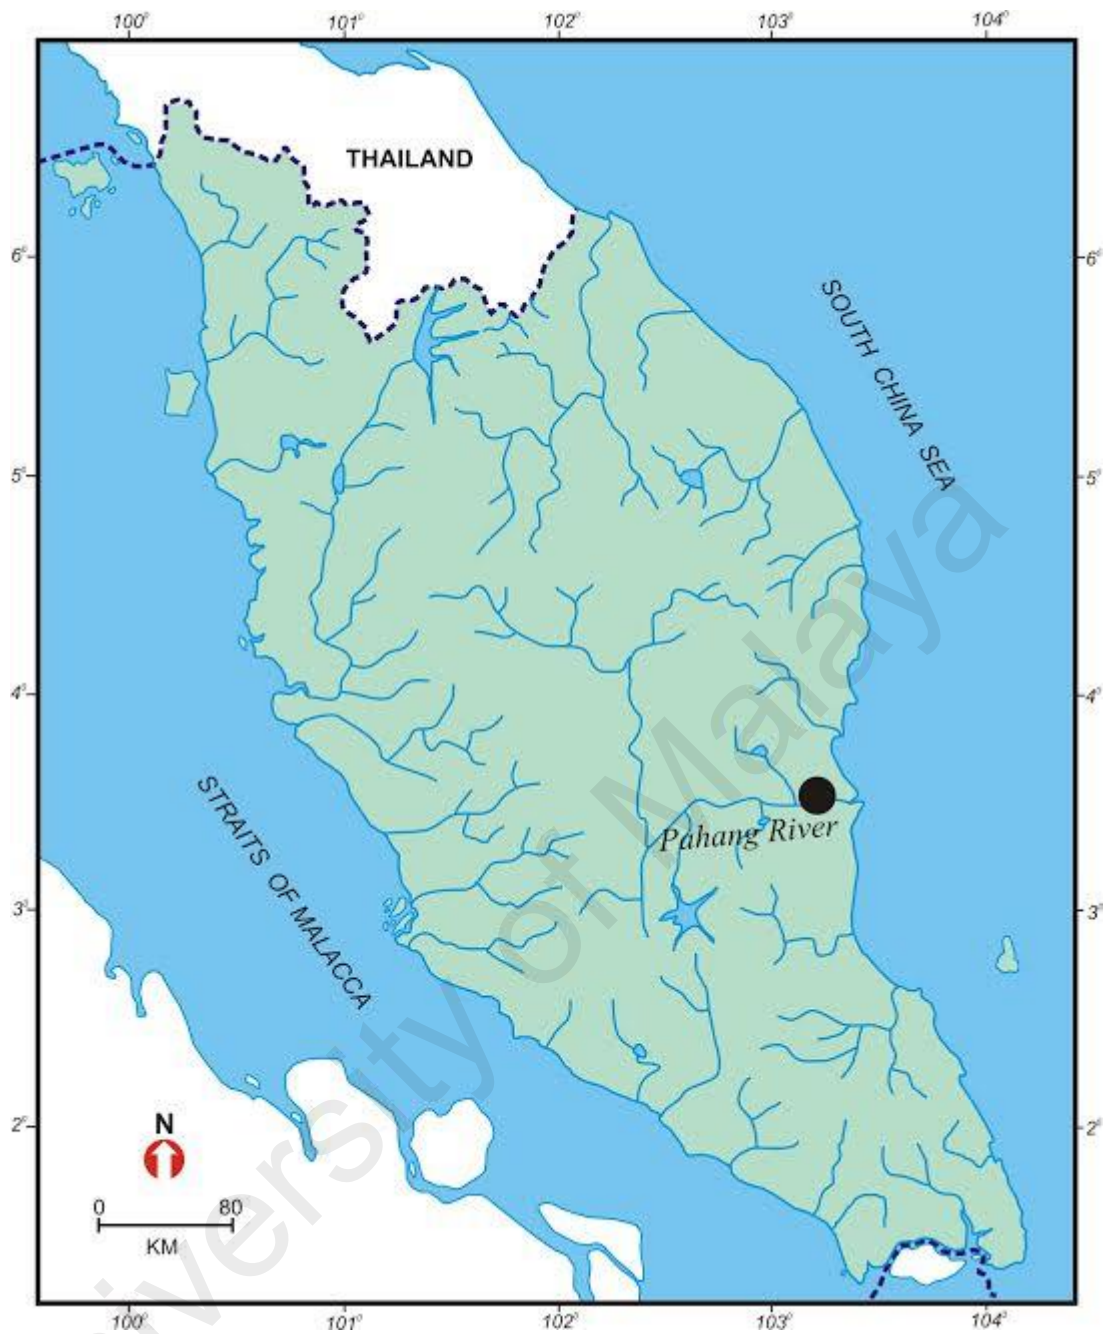 100° 101° 102° 103° 104°
THAILAND
6° 6°
SOUTH CHINA SEA
5° 5°
4° 4°
Pahang River
STRAITS OF MALACCA
3° 3°
2° 2°
N
0 80
KM
100° 101° 102° 103° 104°
University of Malaya